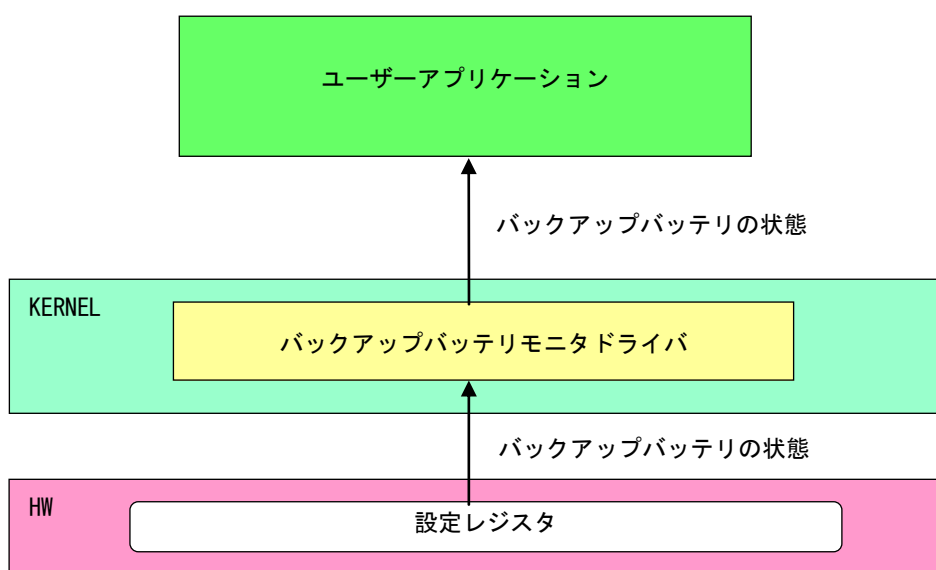 ユーザーアプリケーション
バックアップバッテリの状態
KERNEL
バックアップバッテリモニタドライバ
バックアップバッテリの状態
HW
設定レジスタ